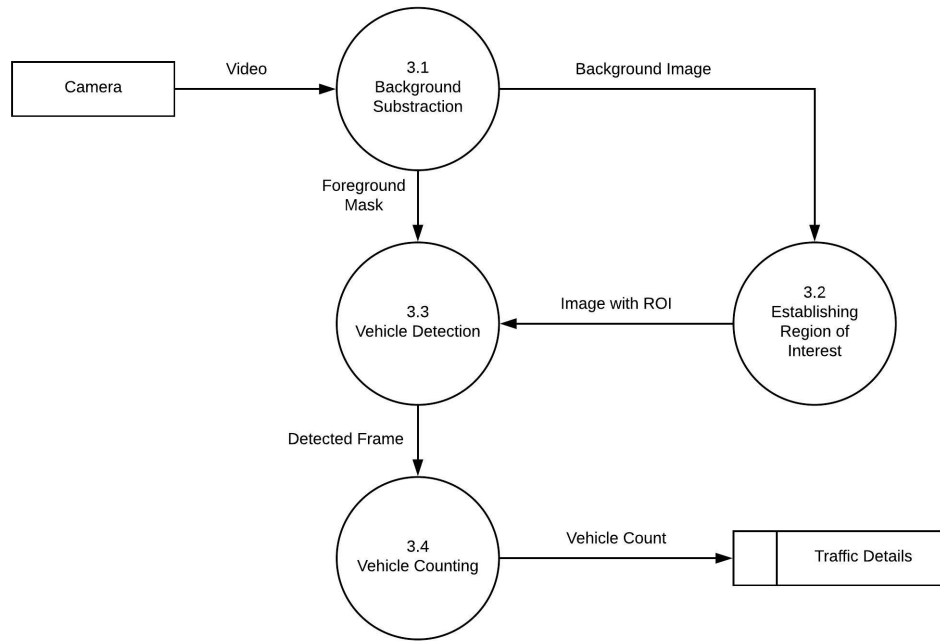 Camera
Video
3.1
Background
Substraction
Background Image
Foreground
Mask
3.3
Vehicle Detection
Image with ROI
3.2
Establishing
Region of
Interest
Detected Frame
3.4
Vehicle Counting
Vehicle Count
Traffic Details